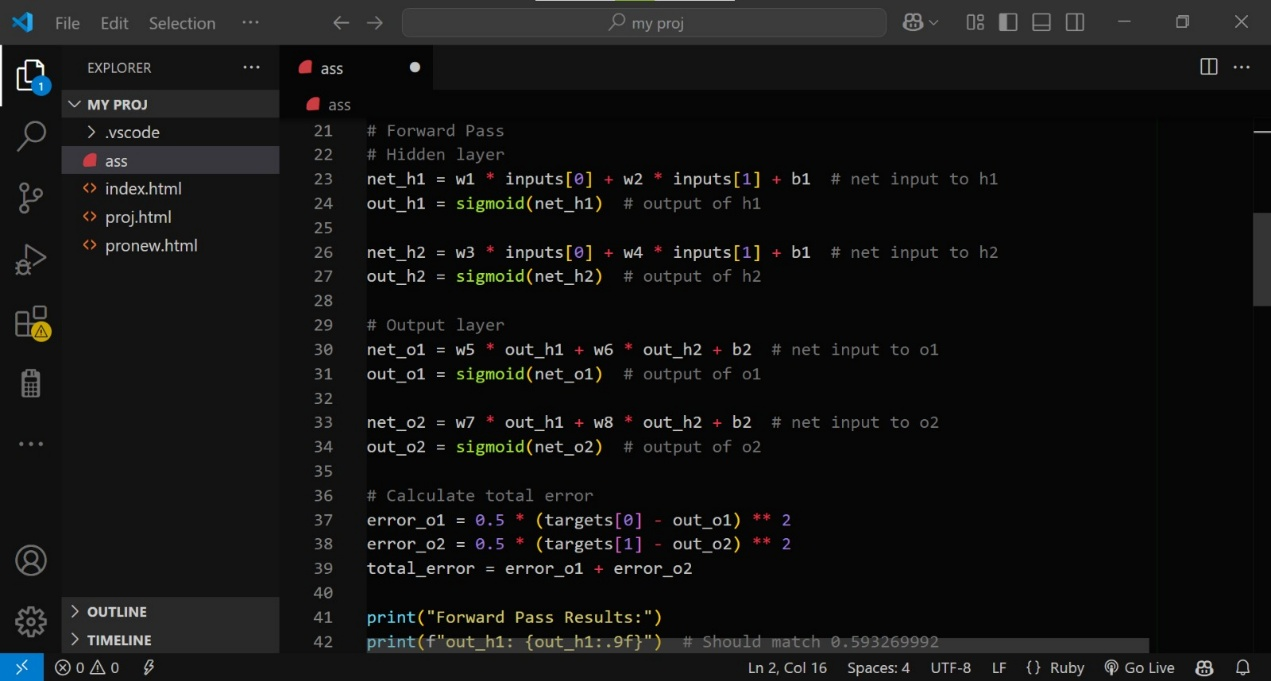 File Edit Selection ··· my proj
EXPLORER ···
MY PROJ
.vscode
ass
index.html
proj.html
pronew.html
OUTLINE
TIMELINE
1
ass
ass
21 # Forward Pass
22 # Hidden layer
23 net_h1 = w1 * inputs[0] + w2 * inputs[1] + b1  # net input to h1
24 out_h1 = sigmoid(net_h1)  # output of h1
25
26 net_h2 = w3 * inputs[0] + w4 * inputs[1] + b1  # net input to h2
27 out_h2 = sigmoid(net_h2)  # output of h2
28
29 # Output layer
30 net_o1 = w5 * out_h1 + w6 * out_h2 + b2  # net input to o1
31 out_o1 = sigmoid(net_o1)  # output of o1
32
33 net_o2 = w7 * out_h1 + w8 * out_h2 + b2  # net input to o2
34 out_o2 = sigmoid(net_o2)  # output of o2
35
36 # Calculate total error
37 error_o1 = 0.5 * (targets[0] - out_o1) ** 2
38 error_o2 = 0.5 * (targets[1] - out_o2) ** 2
39 total_error = error_o1 + error_o2
40
41 print("Forward Pass Results:")
42 print(f"out_h1: {out_h1:.9f}")  # Should match 0.593269992
0 0 Ln 2, Col 16 Spaces: 4 UTF-8 LF {} Ruby Go Live